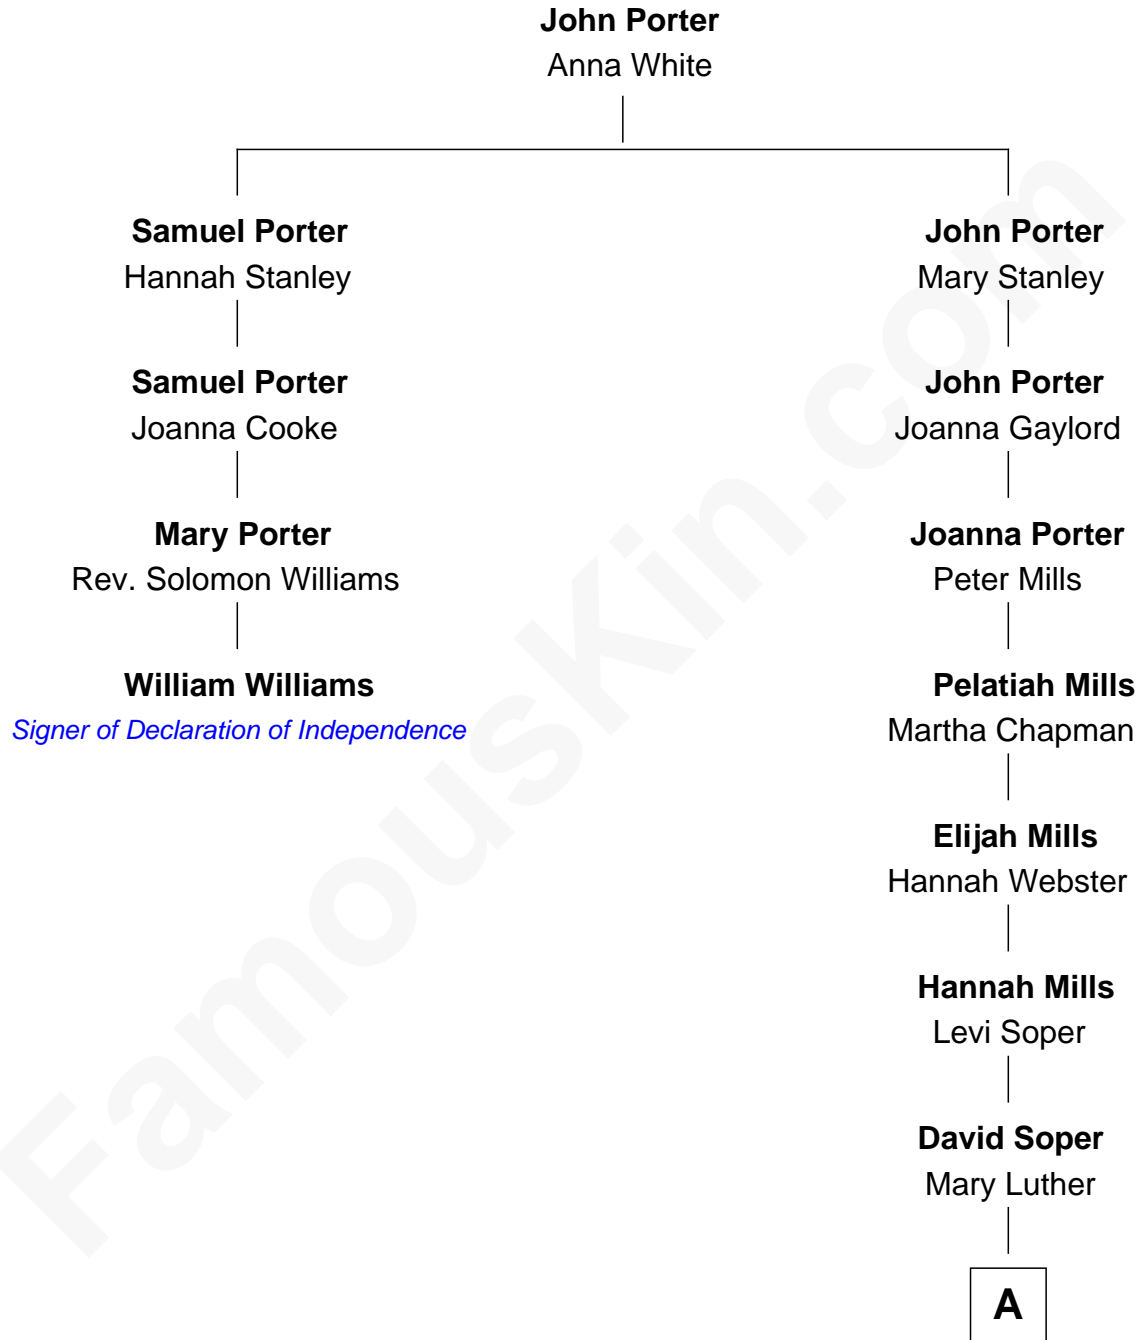 John Porter
Anna White
Samuel Porter
Hannah Stanley
John Porter
Mary Stanley
Samuel Porter
Joanna Cooke
John Porter
Joanna Gaylord
Mary Porter
Rev. Solomon Williams
Joanna Porter
Peter Mills
William Williams
Signer of Declaration of Independence
Pelatiah Mills
Martha Chapman
Elijah Mills
Hannah Webster
Hannah Mills
Levi Soper
David Soper
Mary Luther
A
FamousKin.com